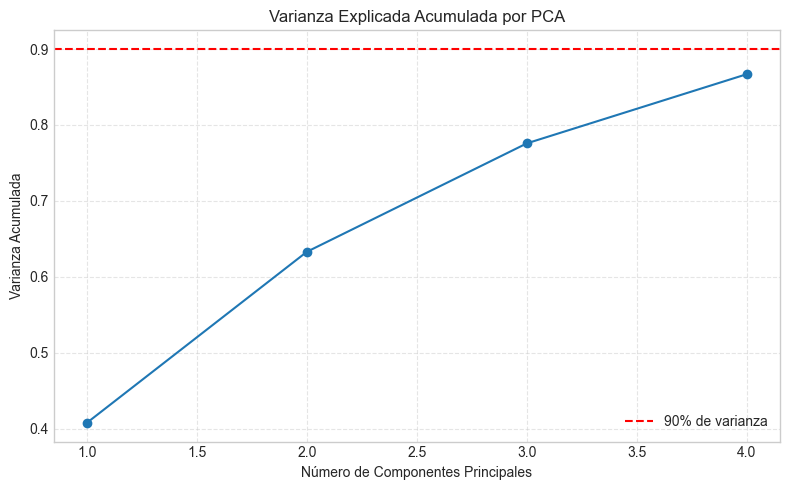 Varianza Explicada Acumulada por PCA
Varianza Acumulada
0.9
0.8
0.7
0.6
0.5
0.4
1.0 1.5 2.0 2.5 3.0 3.5 4.0
Número de Componentes Principales
90% de varianza